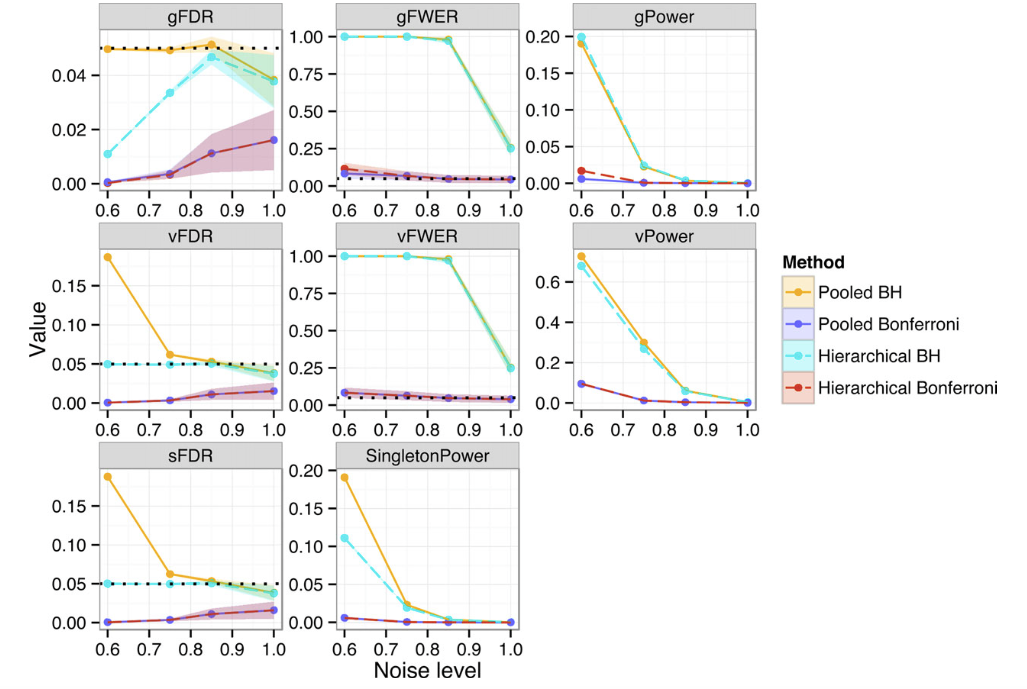 gFDR
gFWER
gPower
0.04
0.02
0.00
1.00
0.75
0.50
0.25
0.00
0.20
0.15
0.10
0.05
0.00
0.6 0.7 0.8 0.9 1.0
0.6 0.7 0.8 0.9 1.0
0.6 0.7 0.8 0.9 1.0
vFDR
vFWER
vPower
0.15
0.10
0.05
0.00
1.00
0.75
0.50
0.25
0.00
0.6
0.4
0.2
0.0
0.6 0.7 0.8 0.9 1.0
0.6 0.7 0.8 0.9 1.0
0.6 0.7 0.8 0.9 1.0
sFDR
SingletonPower
0.15
0.10
0.05
0.00
0.20
0.15
0.10
0.05
0.00
0.6 0.7 0.8 0.9 1.0
0.6 0.7 0.8 0.9 1.0
Value
Noise level
Method
Pooled BH
Pooled Bonferroni
Hierarchical BH
Hierarchical Bonferroni